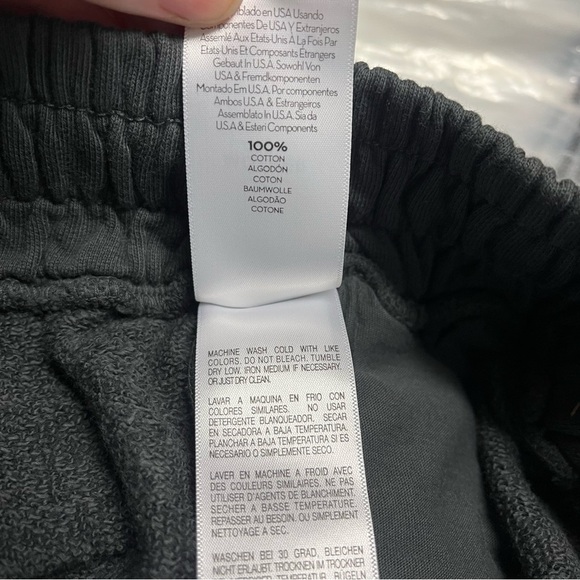 blado en USA Usando
nentes De USA Y Extranjeros
Assemlé Aux Etats-Unis A La Fois Par
Etats-Unis Et Composants Etrangers
Gebaut In U.S.A. Sowohl Von
USA & Fremdkomponenten
Montado Em U.S.A. Por componentes
Ambos U.S.A & Estrangeiros
Assemblato In U.S.A. Sia da
U.S.A & Esteri Components
100%
COTTON
ALGODÓN
COTON
BAUMWOLLE
ALGODÃO
COTONE
MACHINE WASH COLD WITH LIKE
COLORS. DO NOT BLEACH. TUMBLE
DRY LOW. IRON MEDIUM IF NECESSARY.
OR JUST DRY CLEAN.
LAVAR A MAQUINA EN FRIO CON
COLORES SIMILARES. NO USAR
DETERGENTE BLANQUEADOR, SECAR
EN SECADORA A BAJA TEMPERATURA.
PLANCHAR A BAJA TEMPERATURA SI ES
NECESARIO O SIMPLEMENTE SECO.
LAVER EN MACHINE A FROID AVEC
DES COULEURS SIMILAIRES. NE PAS
UTILISER D'AGENTS DE BLANCHIMENT.
SECHER A BASSE TEMPERATURE.
REPASSER AU BESOIN. OU SIMPLEMENT
NETTOYAGE A SEC.
WASCHEN BEI 30 GRAD, BLEICHEN
NICHT ERLAUBT. TROCKNEN IM TROCKNER
TEMPERATUR. BÜGELN